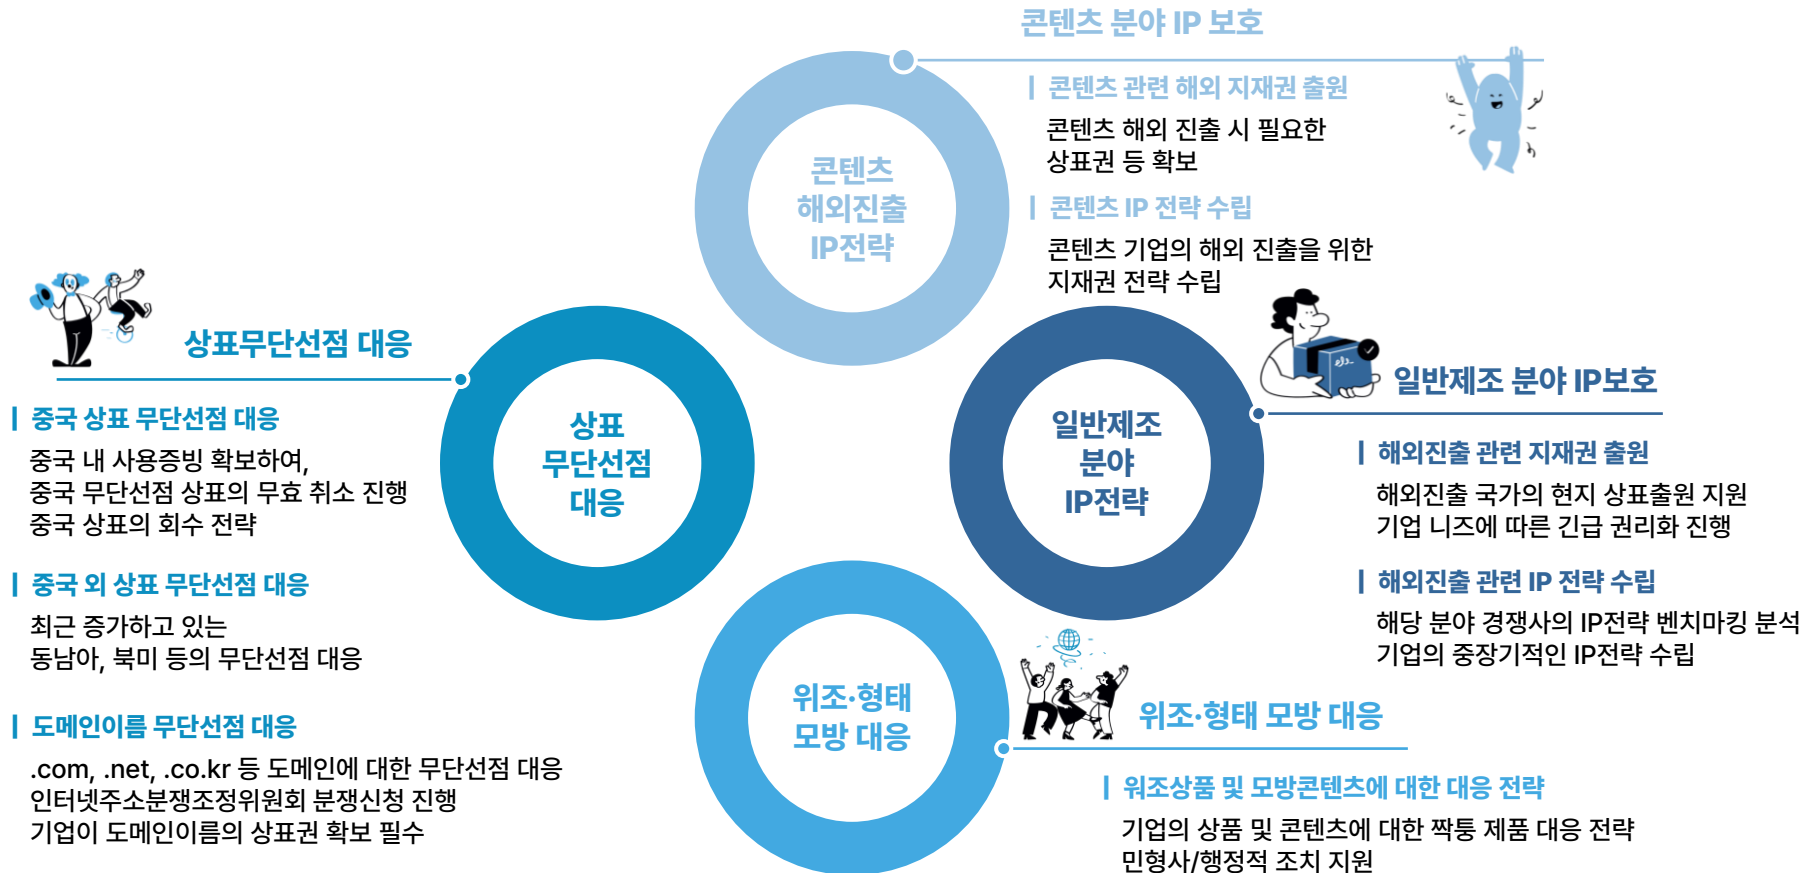 콘텐츠 분야 IP 보호
| 콘텐츠 관련 해외 지재권 출원
콘텐츠 해외 진출 시 필요한
상표권 등 확보
| 콘텐츠 IP 전략 수립
콘텐츠 기업의 해외 진출을 위한
지재권 전략 수립
콘텐츠
해외진출
IP전략
상표무단선점 대응
| 중국 상표 무단선점 대응
중국 내 사용증빙 확보하여,
중국 무단선점 상표의 무효 취소 진행
중국 상표의 회수 전략
| 중국 외 상표 무단선점 대응
최근 증가하고 있는
동남아, 북미 등의 무단선점 대응
| 도메인이름 무단선점 대응
.com, .net, .co.kr 등 도메인에 대한 무단선점 대응
인터넷주소분쟁조정위원회 분쟁신청 진행
기업이 도메인이름의 상표권 확보 필수
상표
무단선점
대응
일반제조
분야
IP전략
일반제조 분야 IP보호
| 해외진출 관련 지재권 출원
해외진출 국가의 현지 상표출원 지원
기업 니즈에 따른 긴급 권리화 진행
| 해외진출 관련 IP 전략 수립
해당 분야 경쟁사의 IP전략 벤치마킹 분석
기업의 중장기적인 IP전략 수립
위조·형태
모방 대응
위조·형태 모방 대응
| 워조상품 및 모방콘텐츠에 대한 대응 전략
기업의 상품 및 콘텐츠에 대한 짝퉁 제품 대응 전략
민형사/행정적 조치 지원